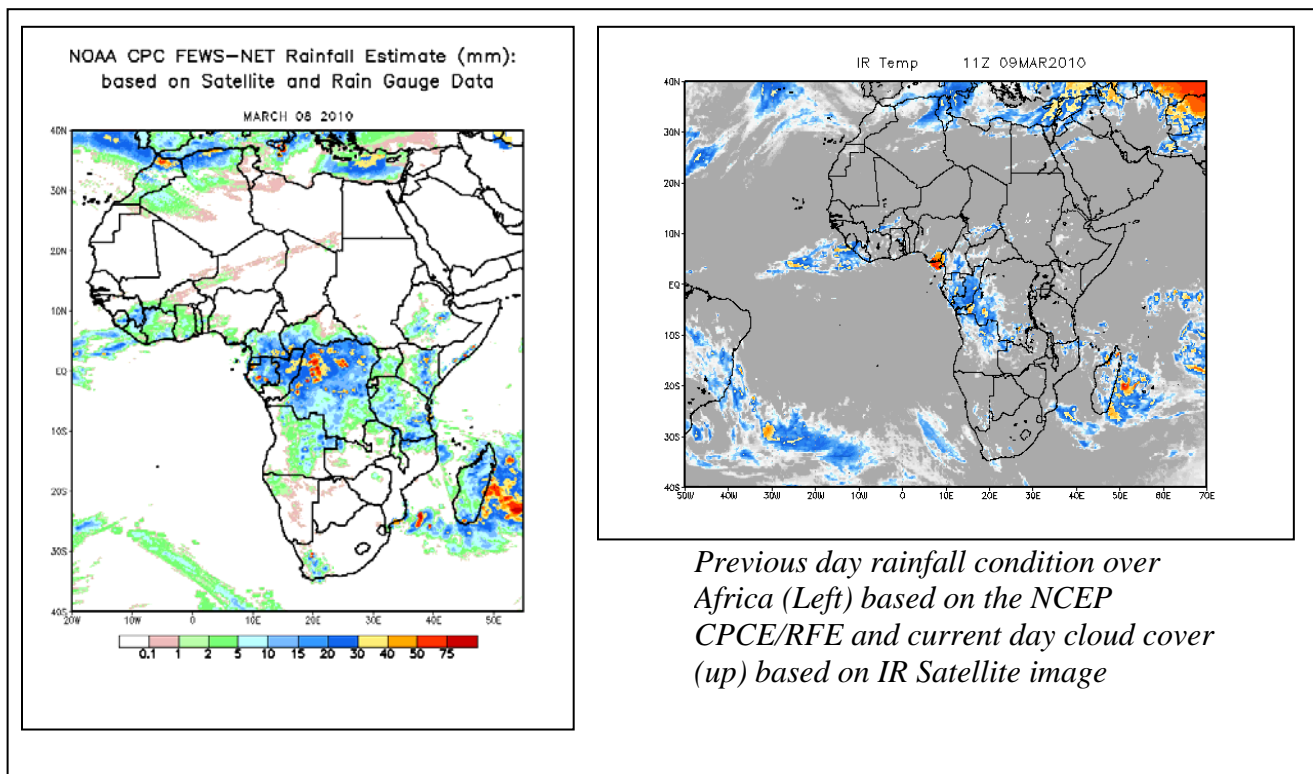 NOAA CPC FEWS-NET Rainfall Estimate (mm):
based on Satellite and Rain Gauge Data
MARCH 08 2010
40N
30N
20N
10N
EQ
10S
20S
30S
40S
20W 10W 0 10E 20E 30E 40E 50E
0.1 1 2 5 10 15 20 30 40 50 75
IR Temp 11Z 09MAR2010
40N
30N
20N
10N
EQ
10S
20S
30S
40S
50W 40W 30W 20W 10W 0 10E 20E 30E 40E 50E 60E 70E
Previous day rainfall condition over
Africa (Left) based on the NCEP
CPCE/RFE and current day cloud cover
(up) based on IR Satellite image